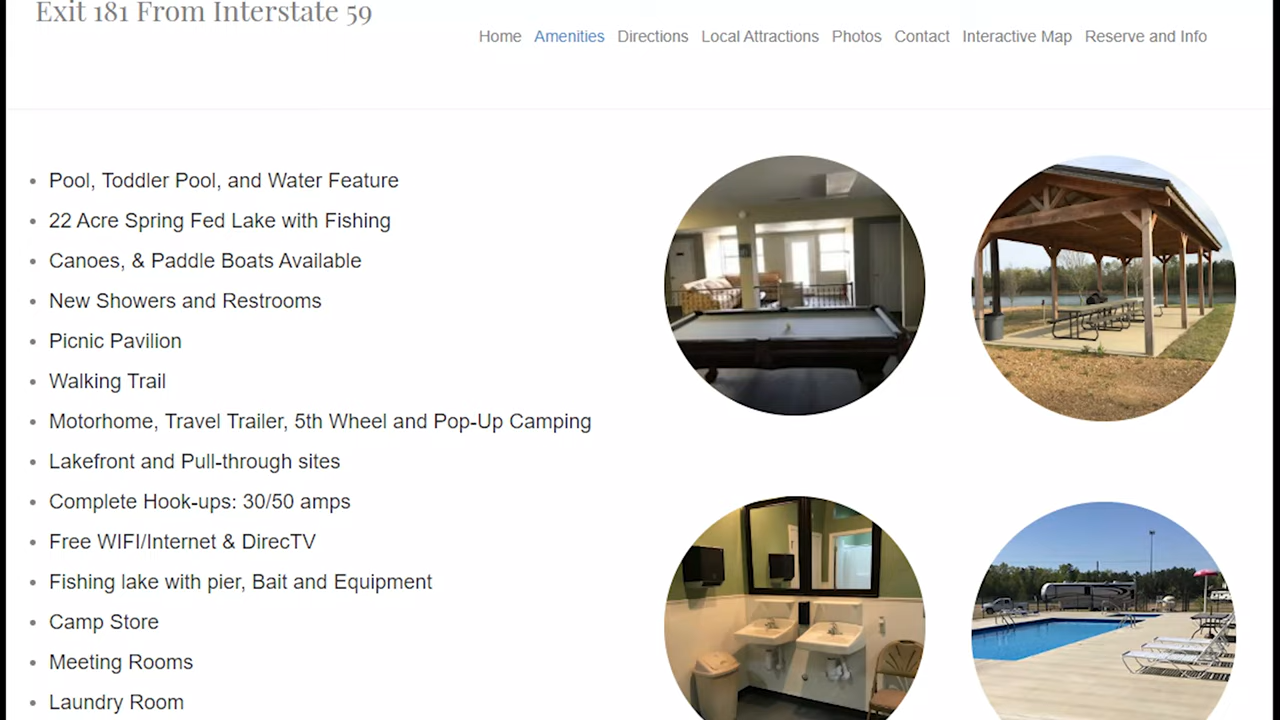 Exit 181 From Interstate 59
Home Amenities Directions Local Attractions Photos Contact Interactive Map Reserve and Info
Pool, Toddler Pool, and Water Feature
22 Acre Spring Fed Lake with Fishing
Canoes, & Paddle Boats Available
New Showers and Restrooms
Picnic Pavilion
Walking Trail
Motorhome, Travel Trailer, 5th Wheel and Pop-Up Camping
Lakefront and Pull-through sites
Complete Hook-ups: 30/50 amps
Free WIFI/Internet & DirecTV
Fishing lake with pier, Bait and Equipment
Camp Store
Meeting Rooms
Laundry Room